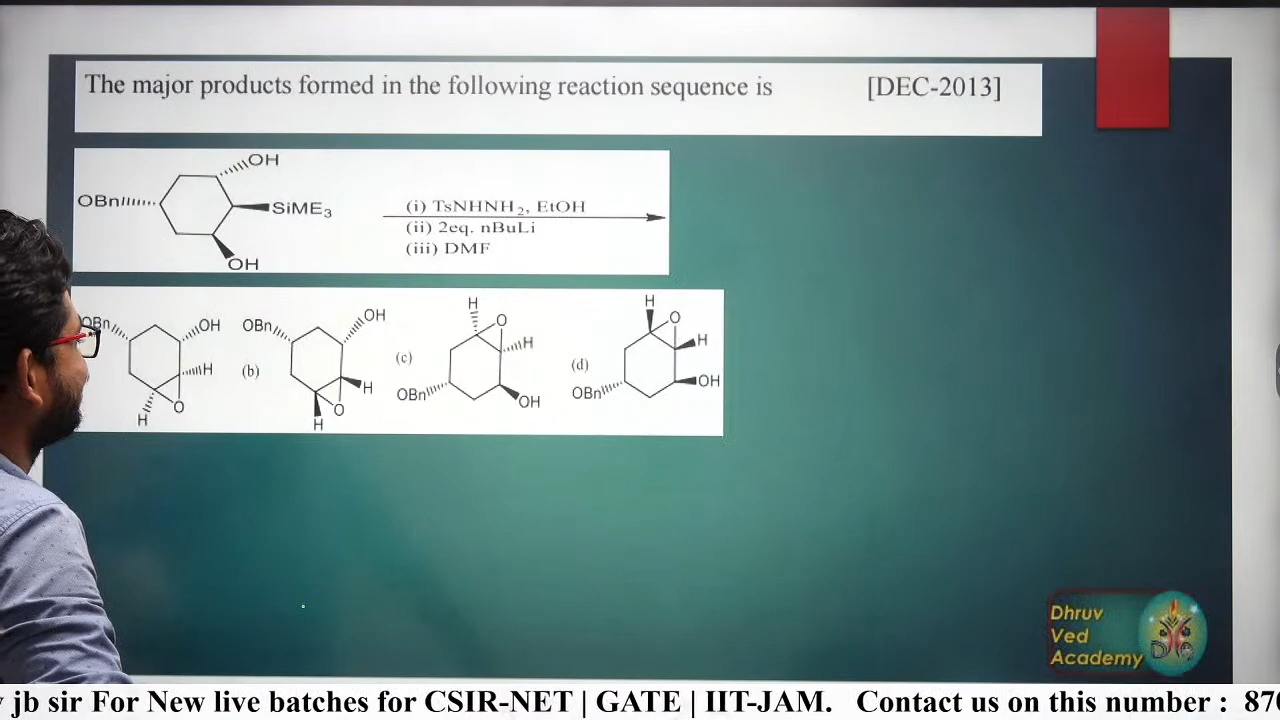 The major products formed in the following reaction sequence is [DEC-2013]
OH
OBn
SiME3
OH
(i) TsNHNH2, EtOH
(ii) 2eq. nBuLi
(iii) DMF
OBn OH H O H
(b) OBn OH H O H
(c) H O H OBn OH
(d) H O H OBn OH
Dhruv
Ved
Academy
jb sir For New live batches for CSIR-NET | GATE | IIT-JAM. Contact us on this number :